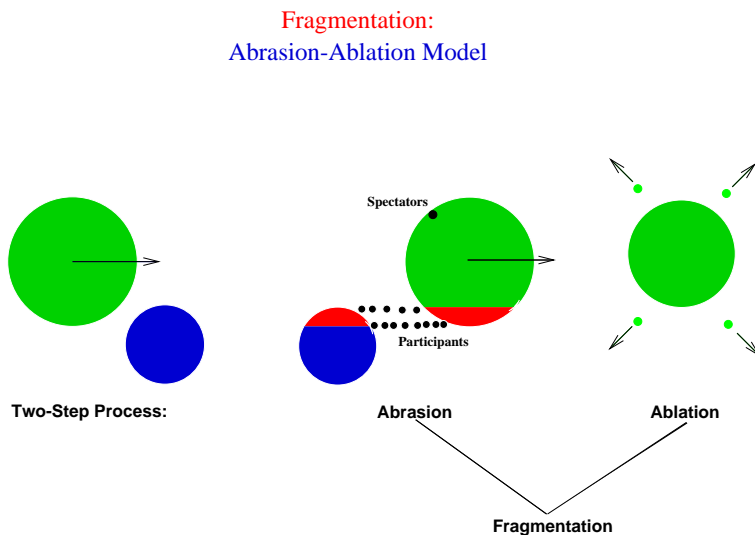 Fragmentation:
Abrasion-Ablation Model
Spectators
Participants
Two-Step Process:
Abrasion
Ablation
Fragmentation